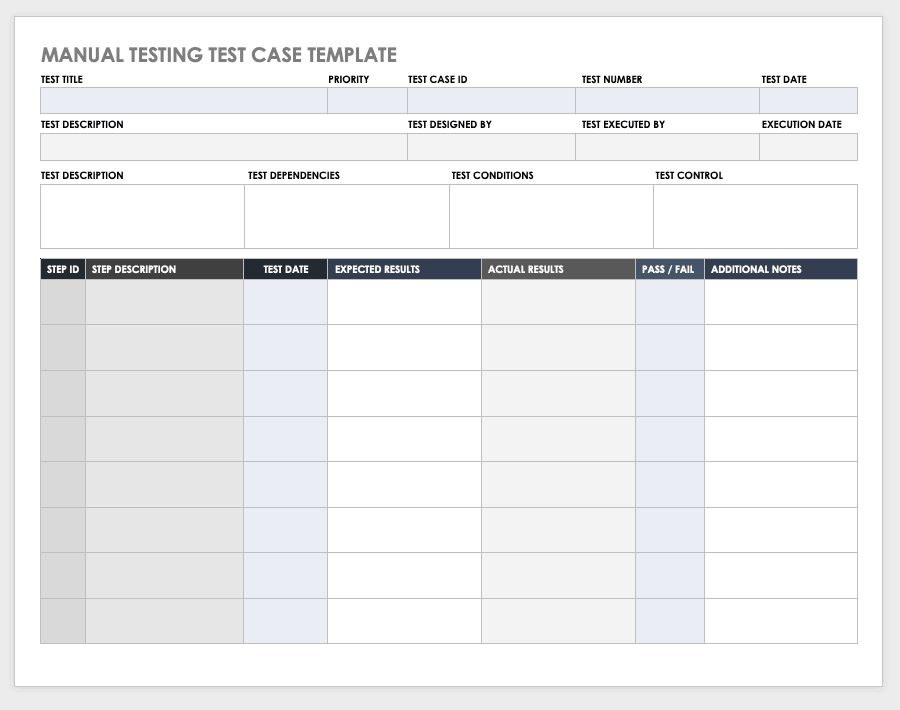 MANUAL TESTING TEST CASE TEMPLATE
TEST TITLE PRIORITY TEST CASE ID TEST NUMBER TEST DATE
TEST DESCRIPTION TEST DESIGNED BY TEST EXECUTED BY EXECUTION DATE
TEST DESCRIPTION TEST DEPENDENCIES TEST CONDITIONS TEST CONTROL
STEP ID STEP DESCRIPTION TEST DATE EXPECTED RESULTS ACTUAL RESULTS PASS / FAIL ADDITIONAL NOTES